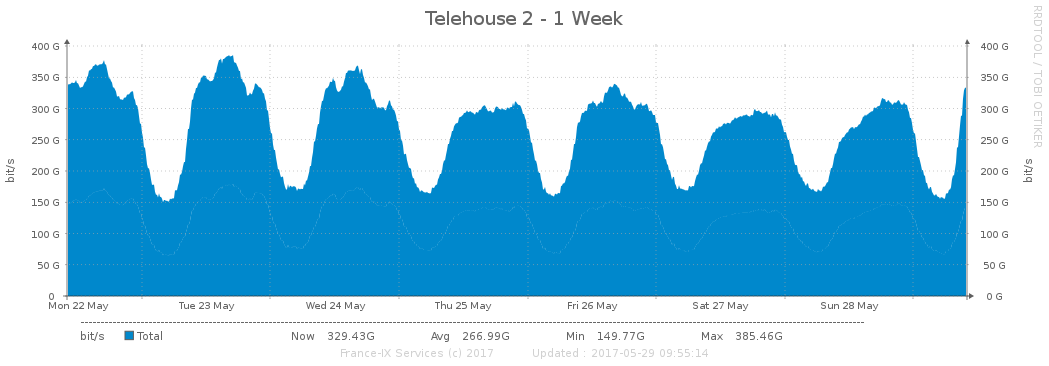 Telehouse 2 - 1 Week
RRDTOOL / TOBI OETIKER
400 G 400 G
350 G 350 G
300 G 300 G
250 G 250 G
200 G 200 G
150 G 150 G
100 G 100 G
50 G 50 G
0 0 G
bit/s
bit/s
Mon 22 May Tue 23 May Wed 24 May Thu 25 May Fri 26 May Sat 27 May Sun 28 May
bit/s Total Now 329.43G Avg 266.99G Min 149.77G Max 385.46G
France-IX Services (c) 2017 Updated : 2017-05-29 09:55:14